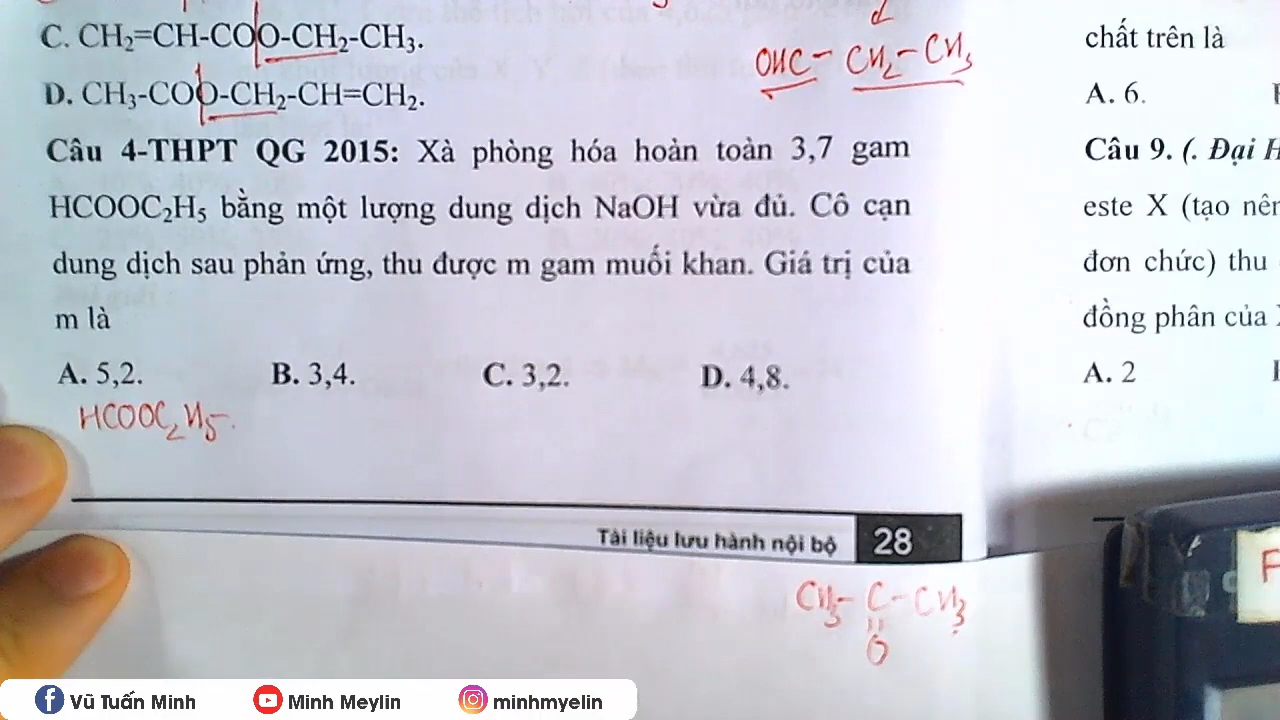 C. CH₂=CH-COO-CH₂-CH₃.
D. CH₃-COO-CH₂-CH=CH₂.
OHC- CH₂-CH₃
Câu 4-THPT QG 2015: Xà phòng hóa hoàn toàn 3,7 gam
HCOOC₂H₅ bằng một lượng dung dịch NaOH vừa đủ. Cô cạn
dung dịch sau phản ứng, thu được m gam muối khan. Giá trị của
m là
A. 5,2. B. 3,4. C. 3,2. D. 4,8.
HCOOC₂H₅.
Tài liệu lưu hành nội bộ 28
CH₃-C-CH₃
O
chất trên là
A. 6.
Câu 9. (. Đại
este X (tạo
đơn chức) thu
đồng phân của
A. 2
F
Vũ Tuấn Minh Minh Meylin minhmyelin